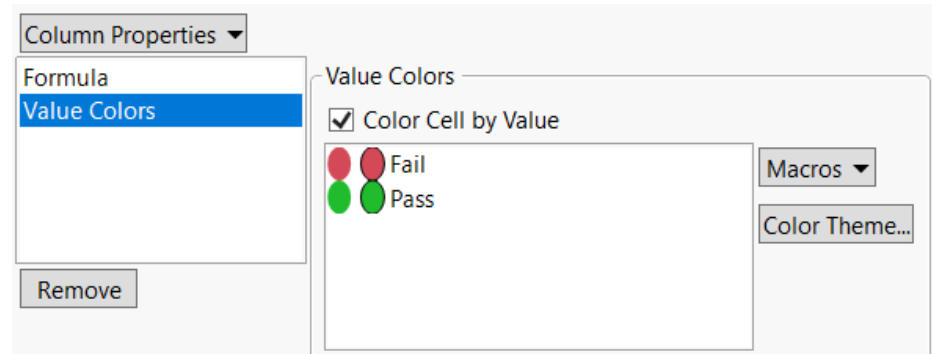 Column Properties
Formula
Value Colors
Remove
Value Colors
Color Cell by Value
Fail
Pass
Macros
Color Theme...